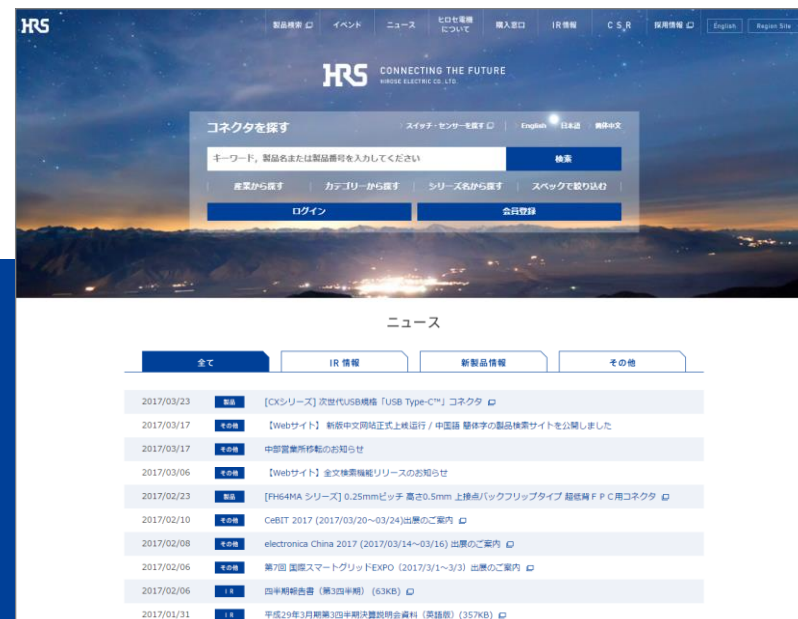 HRS
製品検索
イベント
ニュース
ヒロセ電機
について
購入窓口
IR情報
CSR
採用情報
English
Region Site
HRS
CONNECTING THE FUTURE
HIROSE ELECTRIC CO., LTD.
コネクタを探す
スイッチ・センサーを探す
English
日本語
簡体中文
キーワード, 製品名または製品番号を入力してください
検索
産業から探す
カテゴリーから探す
シリーズ名から探す
スペックで絞り込む
ログイン
会員登録
ニュース
全て
IR 情報
新製品情報
その他
2017/03/23 製品 [CXシリーズ] 次世代USB規格「USB Type-C™」コネクタ
2017/03/17 その他 【Webサイト】 新版中文网站正式上线运行 / 中国語 簡体字の製品検索サイトを公開しました
2017/03/17 その他 中部営業所移転のお知らせ
2017/03/06 その他 【Webサイト】全文検索機能リリースのお知らせ
2017/02/23 製品 [FH64MA シリーズ] 0.25mmピッチ 高さ0.5mm 上接点バックフリップタイプ 超低背ＦＰＣ用コネクタ
2017/02/10 その他 CeBIT 2017 (2017/03/20～03/24)出展のご案内
2017/02/08 その他 electronica China 2017 (2017/03/14～03/16) 出展のご案内
2017/02/06 その他 第7回 国際スマートグリッドEXPO（2017/3/1～3/3）出展のご案内
2017/02/06 IR 四半期報告書（第3四半期） (63KB)
2017/01/31 IR 平成29年3月期第3四半期決算説明会資料（英語版）(357KB)